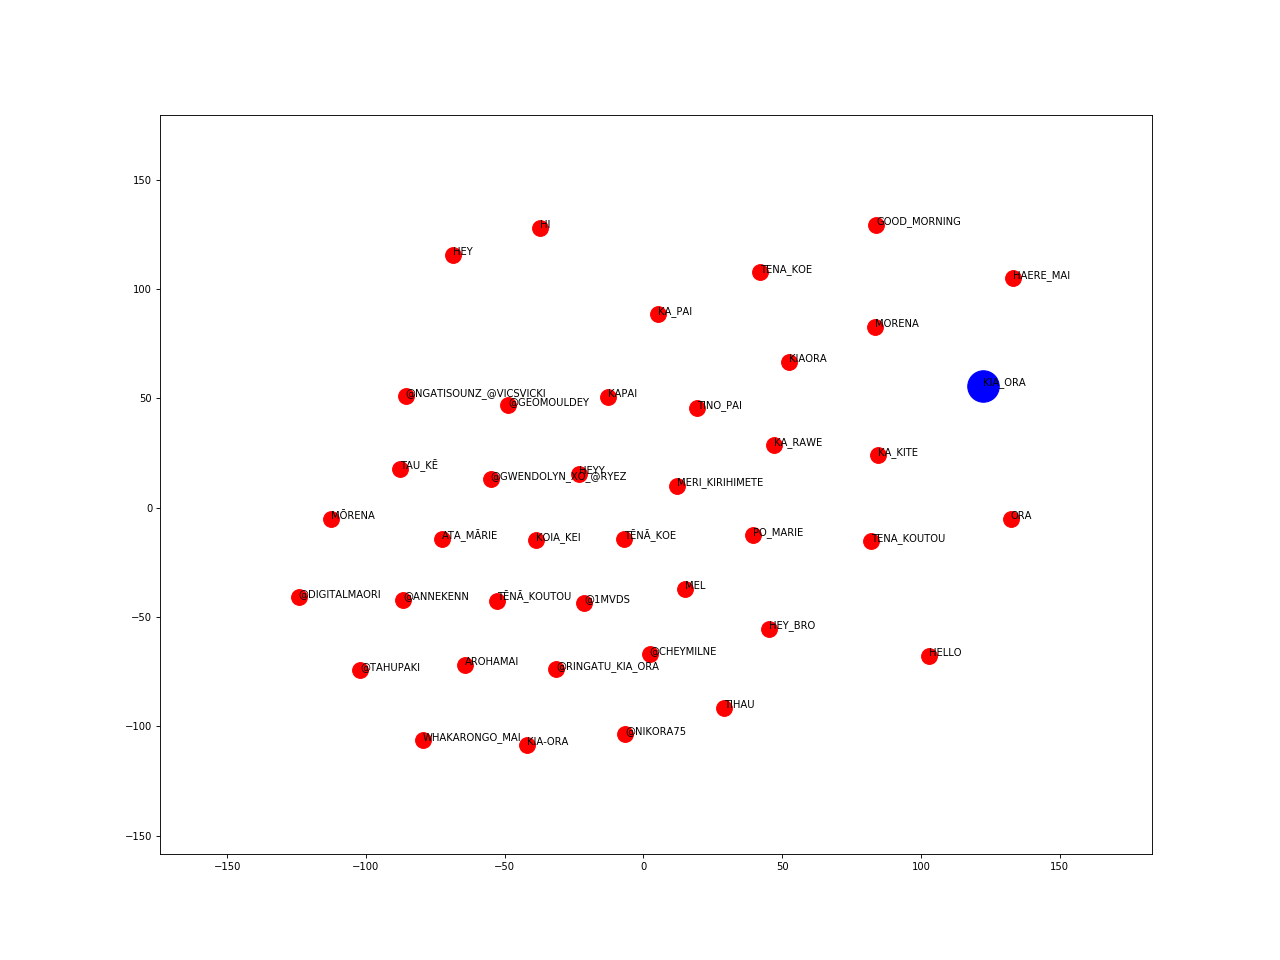 HI
GOOD_MORNING
HEY
TENA_KOE
HAERE_MAI
KA_PAI
MORENA
KIAORA
KIA_ORA
@NGATISOUNZ_@VICSVICKI
@GEOMOULDEY
KAPAI
TINO_PAI
KA_RAWE
KA_KITE
TAU_KĒ
@GWENDOLYN_XO_@RYEZ
HEYY
MERI_KIRIHIMETE
MŌRENA
ORA
ATA_MĀRIE
KOIA_KEI
TĒNĀ_KOE
PO_MARIE
TENA_KOUTOU
MEL
@DIGITALMAORI
@ANNEKENN
TĒNĀ_KOUTOU
@1MVDS
HEY_BRO
@CHEYMILNE
HELLO
@TAHUPAKI
AROHAMAI
@RINGATU_KIA_ORA
TIHAU
WHAKARONGO_MAI
KIA-ORA
@NIKORA75
150
100
50
0
−50
−100
−150
−150 −100 −50 0 50 100 150